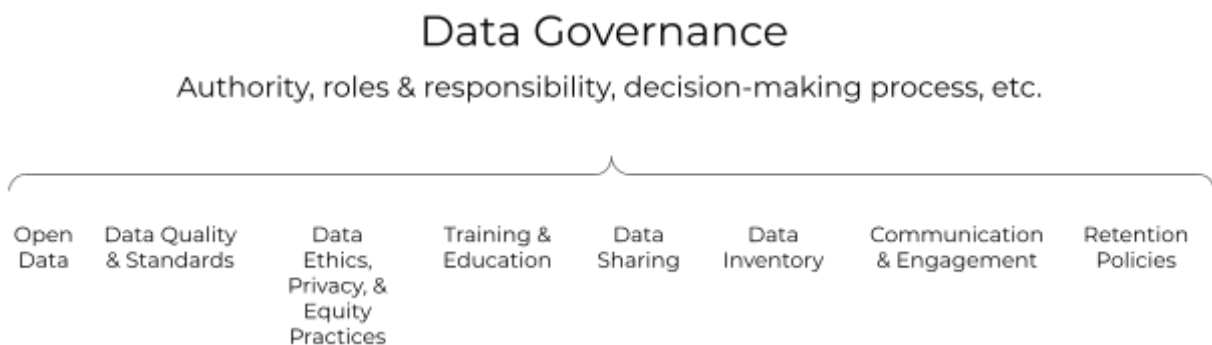 Data Governance
Authority, roles & responsibility, decision-making process, etc.
Open
Data
Data Quality
& Standards
Data
Ethics,
Privacy, &
Equity
Practices
Training &
Education
Data
Sharing
Data
Inventory
Communication
& Engagement
Retention
Policies